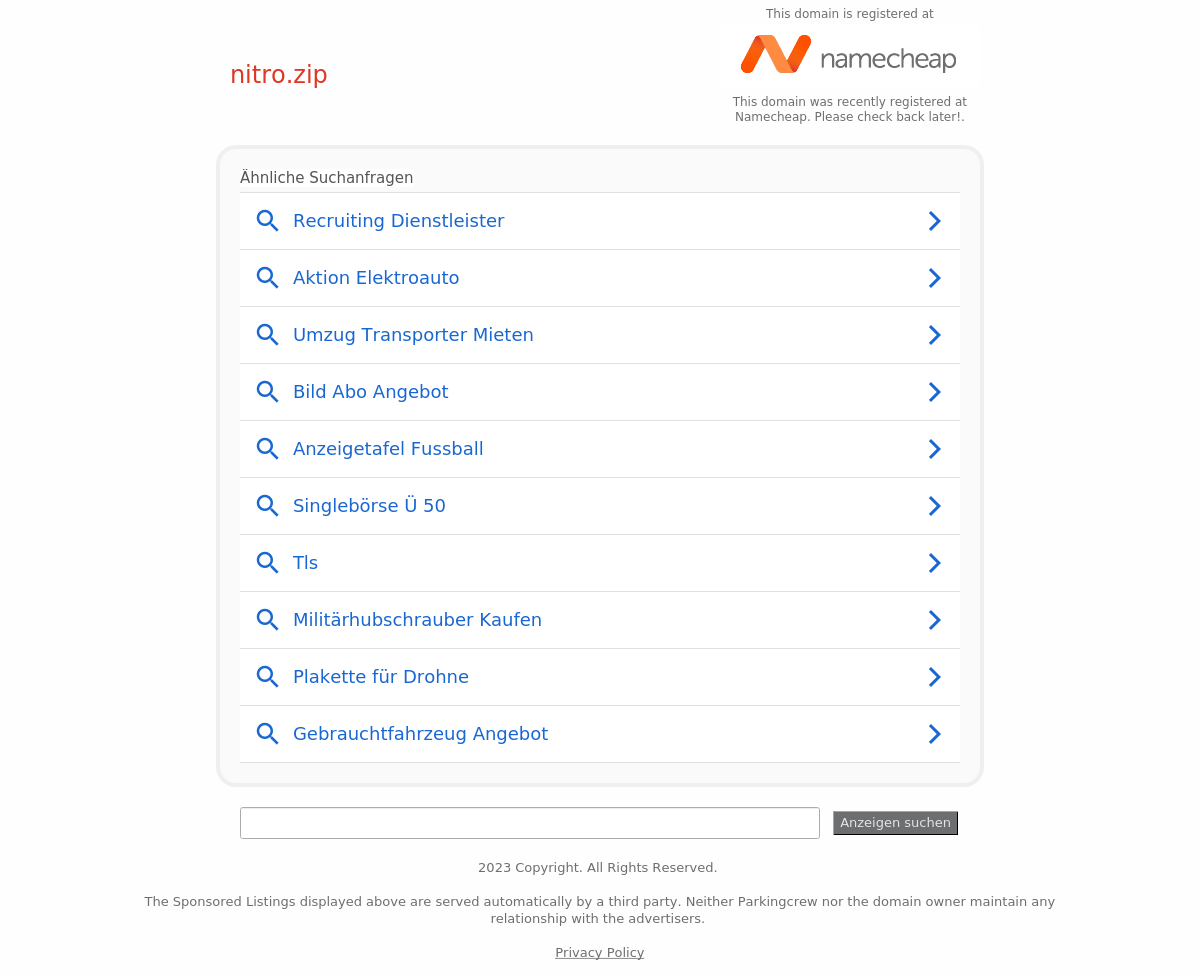 This domain is registered at
namecheap
nitro.zip
This domain was recently registered at
Namecheap. Please check back later!.
Ähnliche Suchanfragen
Recruiting Dienstleister
Aktion Elektroauto
Umzug Transporter Mieten
Bild Abo Angebot
Anzeigetafel Fussball
Singlebörse Ü 50
Tls
Militärhubschrauber Kaufen
Plakette für Drohne
Gebrauchtfahrzeug Angebot
Anzeigen suchen
2023 Copyright. All Rights Reserved.
The Sponsored Listings displayed above are served automatically by a third party. Neither Parkingcrew nor the domain owner maintain any
relationship with the advertisers.
Privacy Policy